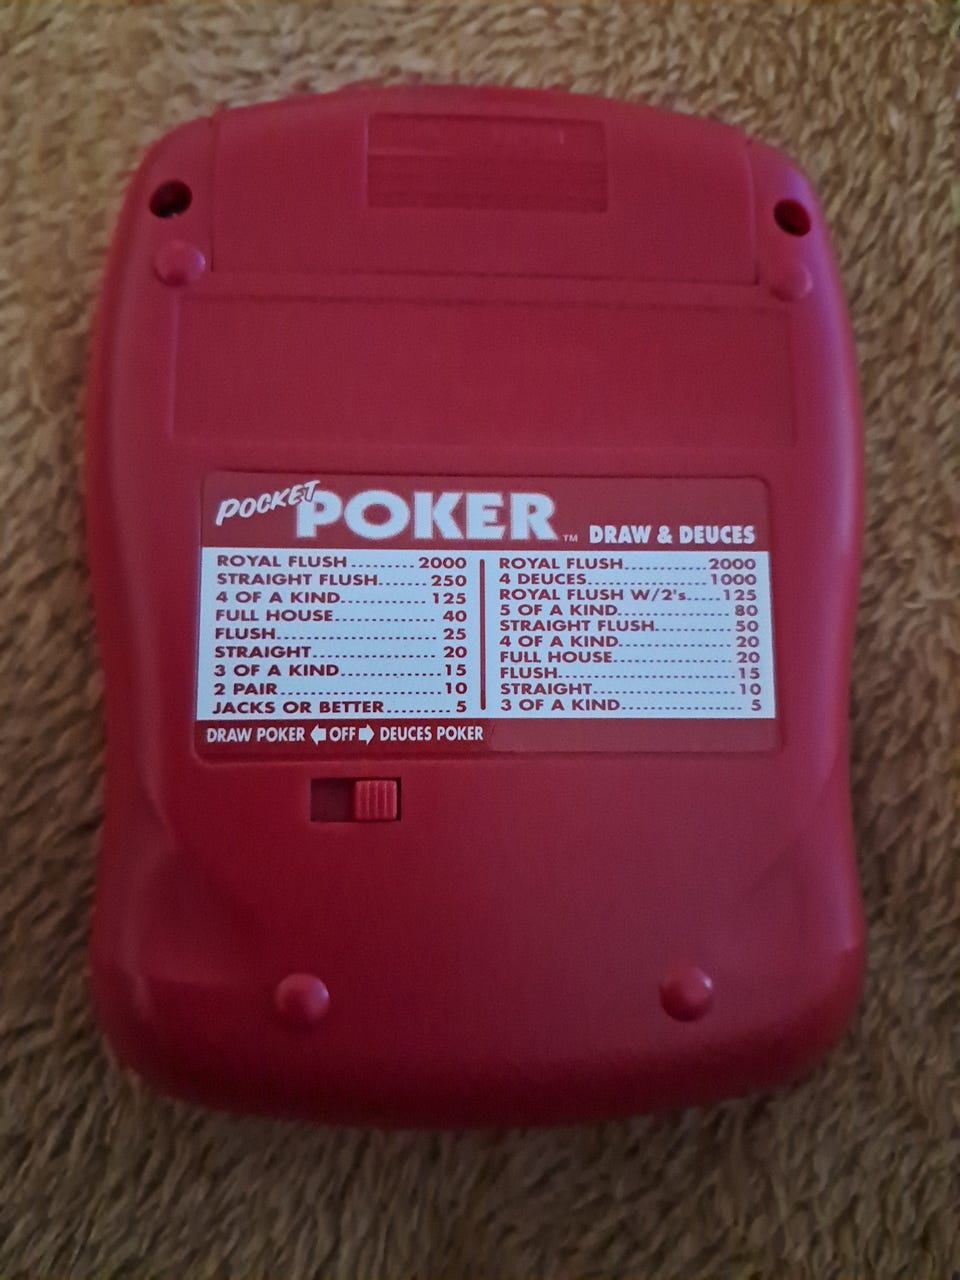 POCKET POKER™ DRAW & DEUCES
ROYAL FLUSH.........2000
STRAIGHT FLUSH......250
4 OF A KIND............125
FULL HOUSE.............40
FLUSH......................25
STRAIGHT................20
3 OF A KIND............15
2 PAIR.....................10
JACKS OR BETTER.......5
ROYAL FLUSH............2000
4 DEUCES.................1000
ROYAL FLUSH W/2's.....125
5 OF A KIND...............80
STRAIGHT FLUSH..........50
4 OF A KIND...............20
FULL HOUSE................20
FLUSH.........................15
STRAIGHT....................10
3 OF A KIND.................5
DRAW POKER ⬅ OFF ➡ DEUCES POKER